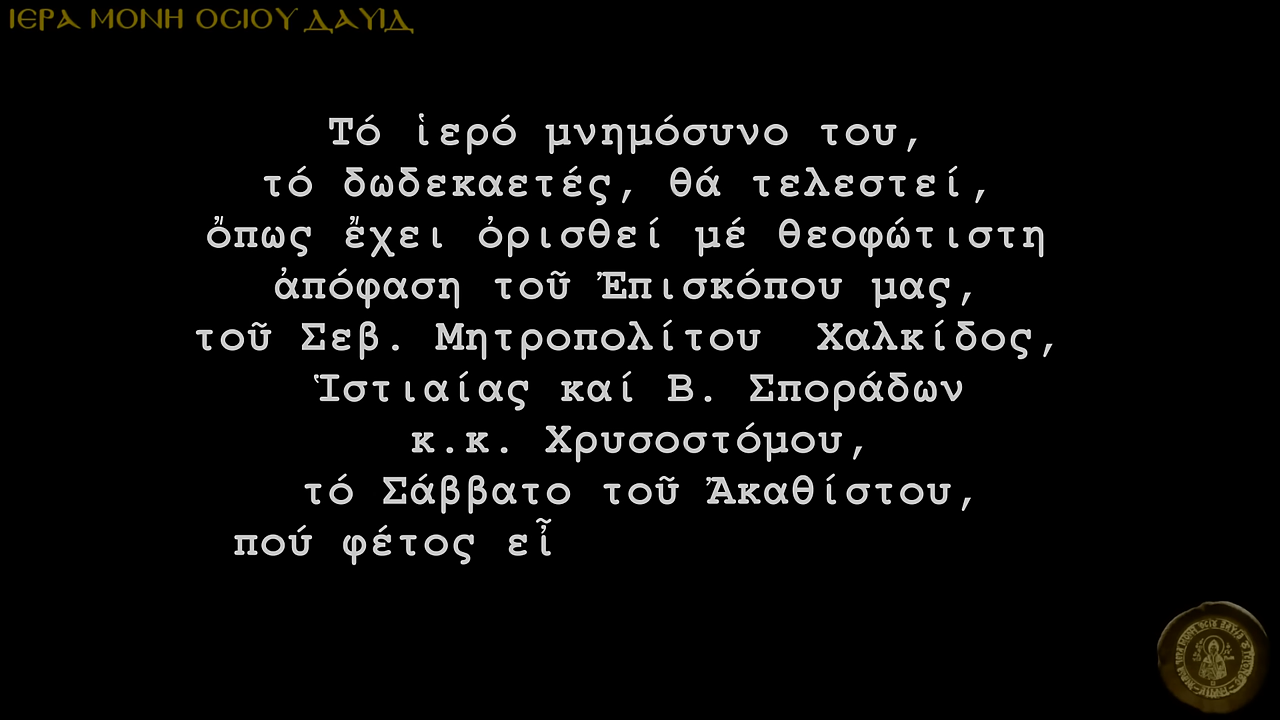 ΙΕΡΑ ΜΟΝΗ ΟΣΙΟΥ ΔΑΥΙΔ
Τό ἱερό μνημόσυνο του,
τό δωδεκαετές, θά τελεστεί,
ὅπως ἔχει ὁρισθεί μέ θεοφώτιστη
ἀπόφαση τοῦ Ἐπισκόπου μας,
τοῦ Σεβ. Μητροπολίτου Χαλκίδος,
Ἱστιαίας καί Β. Σποράδων
κ.κ. Χρυσοστόμου,
τό Σάββατο τοῦ Ἀκαθίστου,
πού φέτος εἶ